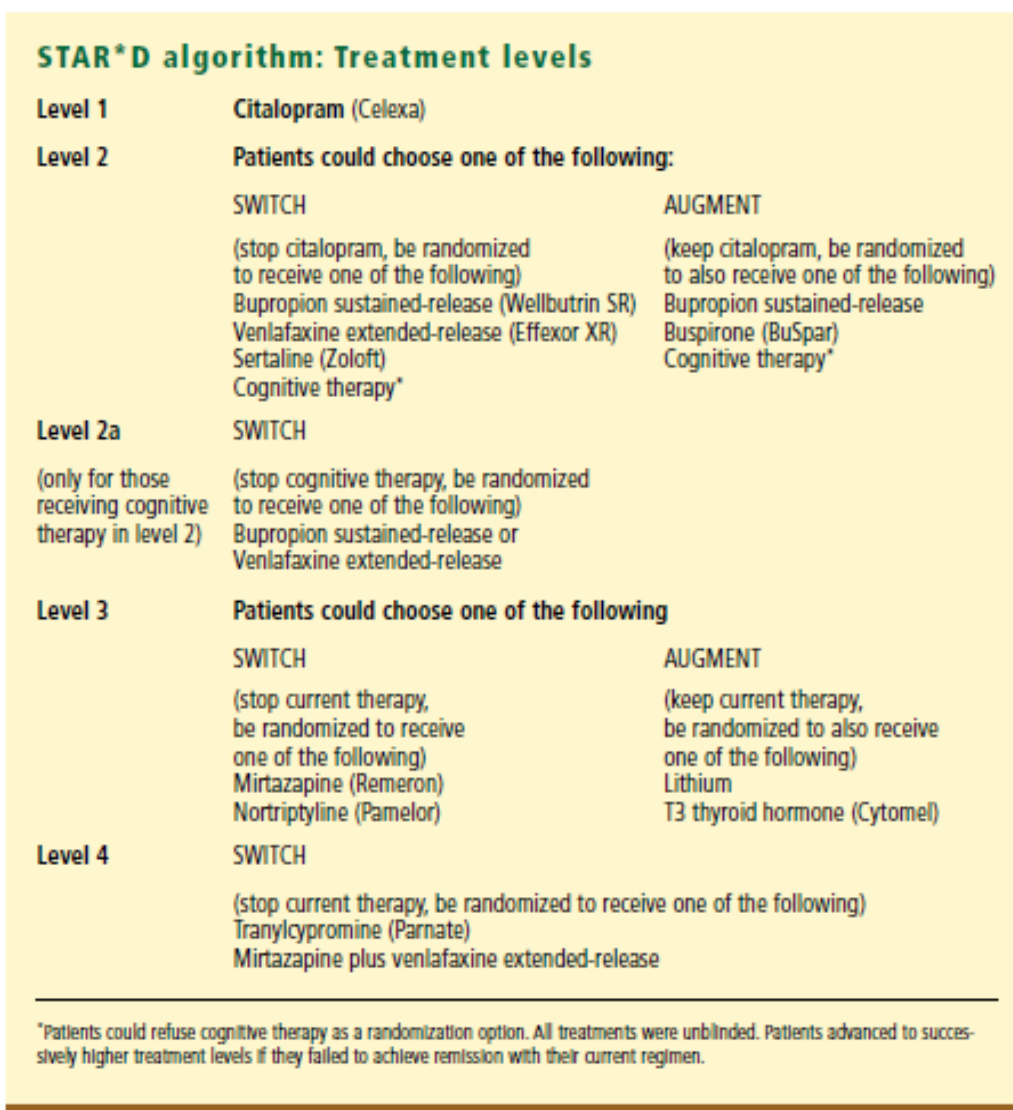 STAR*D algorithm: Treatment levels
Level 1 Citalopram (Celexa)
Level 2 Patients could choose one of the following:
SWITCH AUGMENT
(stop citalopram, be randomized (keep citalopram, be randomized
to receive one of the following) to also receive one of the following)
Bupropion sustained-release (Wellbutrin SR) Bupropion sustained-release
Venlafaxine extended-release (Effexor XR) Buspirone (BuSpar)
Sertaline (Zoloft) Cognitive therapy*
Cognitive therapy*
Level 2a SWITCH
(only for those (stop cognitive therapy, be randomized
receiving cognitive to receive one of the following)
therapy in level 2) Bupropion sustained-release or
Venlafaxine extended-release
Level 3 Patients could choose one of the following
SWITCH AUGMENT
(stop current therapy, (keep current therapy,
be randomized to receive be randomized to also receive
one of the following) one of the following)
Mirtazapine (Remeron) Lithium
Nortriptyline (Pamelor) T3 thyroid hormone (Cytomel)
Level 4 SWITCH
(stop current therapy, be randomized to receive one of the following)
Tranylcypromine (Parnate)
Mirtazapine plus venlafaxine extended-release
*Patients could refuse cognitive therapy as a randomization option. All treatments were unblinded. Patients advanced to succes-
sively higher treatment levels if they failed to achieve remission with their current regimen.